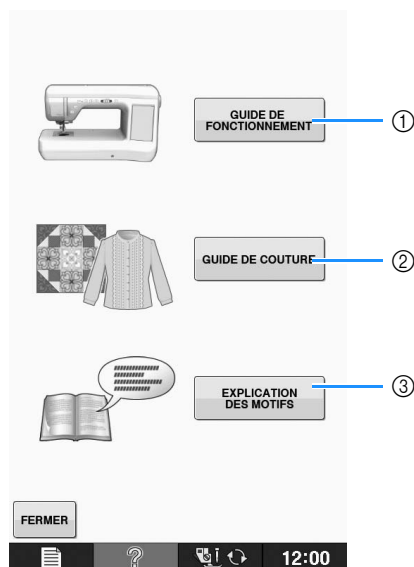 GUIDE DE
FONCTIONNEMENT
①
GUIDE DE COUTURE
②
EXPLICATION
DES MOTIFS
③
FERMER
?
12:00